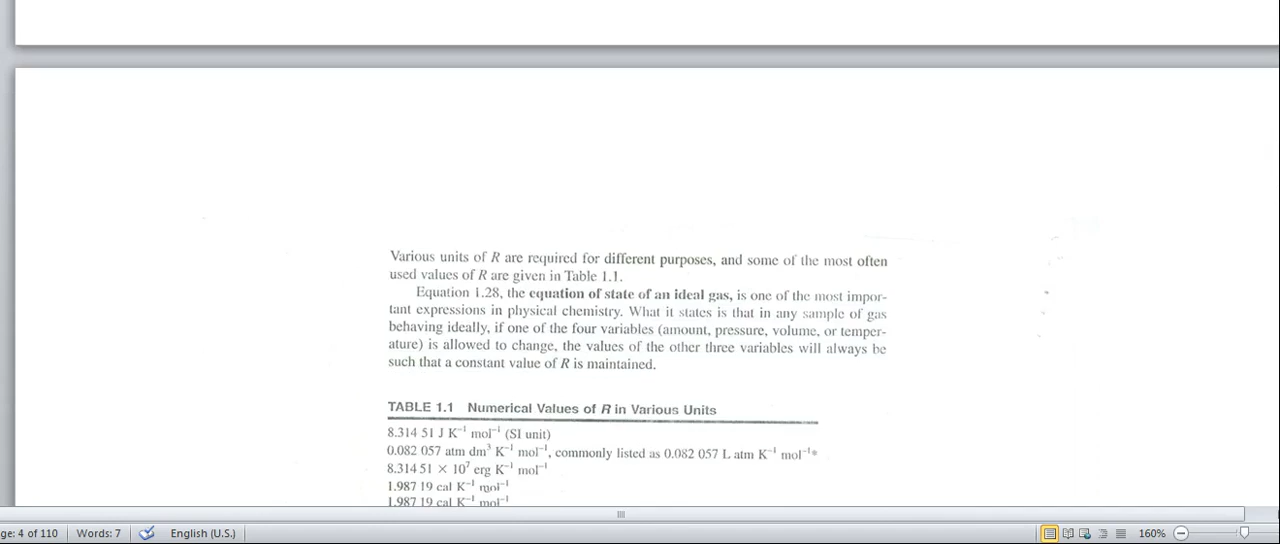 Various units of R are required for different purposes, and some of the most often
used values of R are given in Table 1.1.
Equation 1.28, the equation of state of an ideal gas, is one of the most impor-
tant expressions in physical chemistry. What it states is that in any sample of gas
behaving ideally, if one of the four variables (amount, pressure, volume, or temper-
ature) is allowed to change, the values of the other three variables will always be
such that a constant value of R is maintained.
TABLE 1.1 Numerical Values of R in Various Units
8.314 51 J K⁻¹ mol⁻¹ (SI unit)
0.082 057 atm dm³ K⁻¹ mol⁻¹, commonly listed as 0.082 057 L atm K⁻¹ mol⁻¹*
8.314 51 × 10⁷ erg K⁻¹ mol⁻¹
1.987 19 cal K⁻¹ mol⁻¹
1.987 19 cal K⁻¹ mol⁻¹
ge: 4 of 110 Words: 7 English (U.S.) 160%